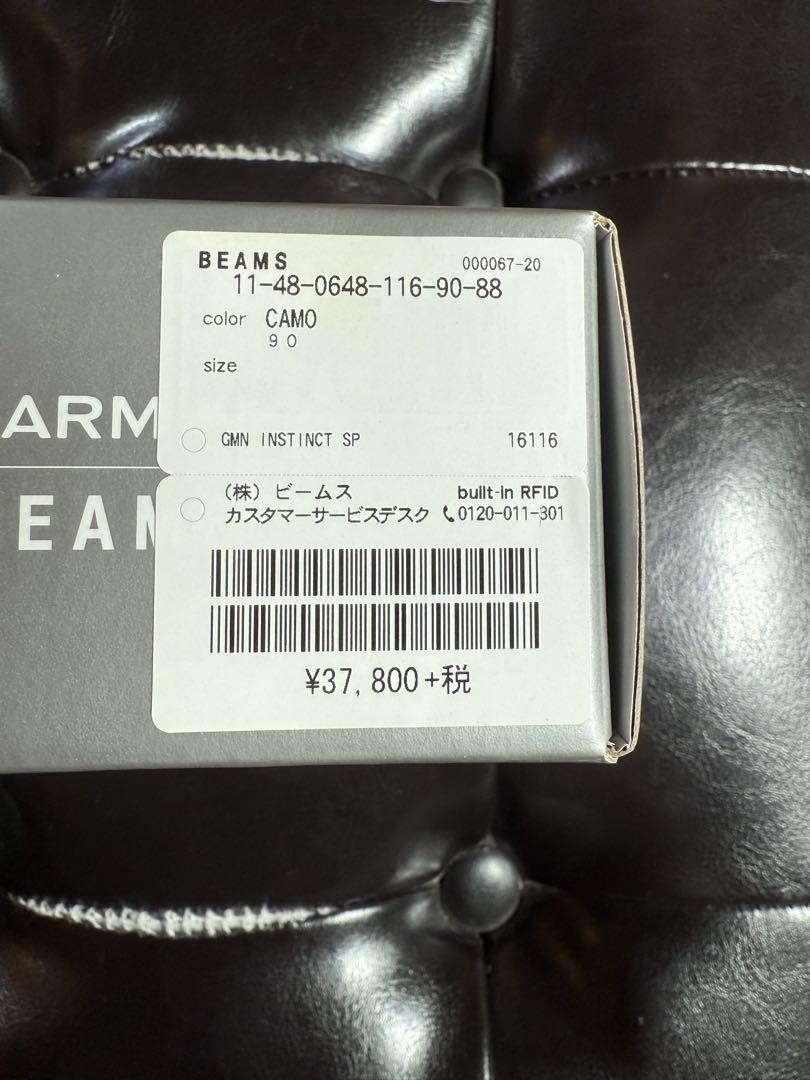 BEAMS 000067-20
11-48-0648-116-90-88
color CAMO
90
size
ARM
GMN INSTINCT SP 16116
EAM
(株) ビームス built-in RFID
カスタマーサービスデスク 0120-011-301
¥37,800+税